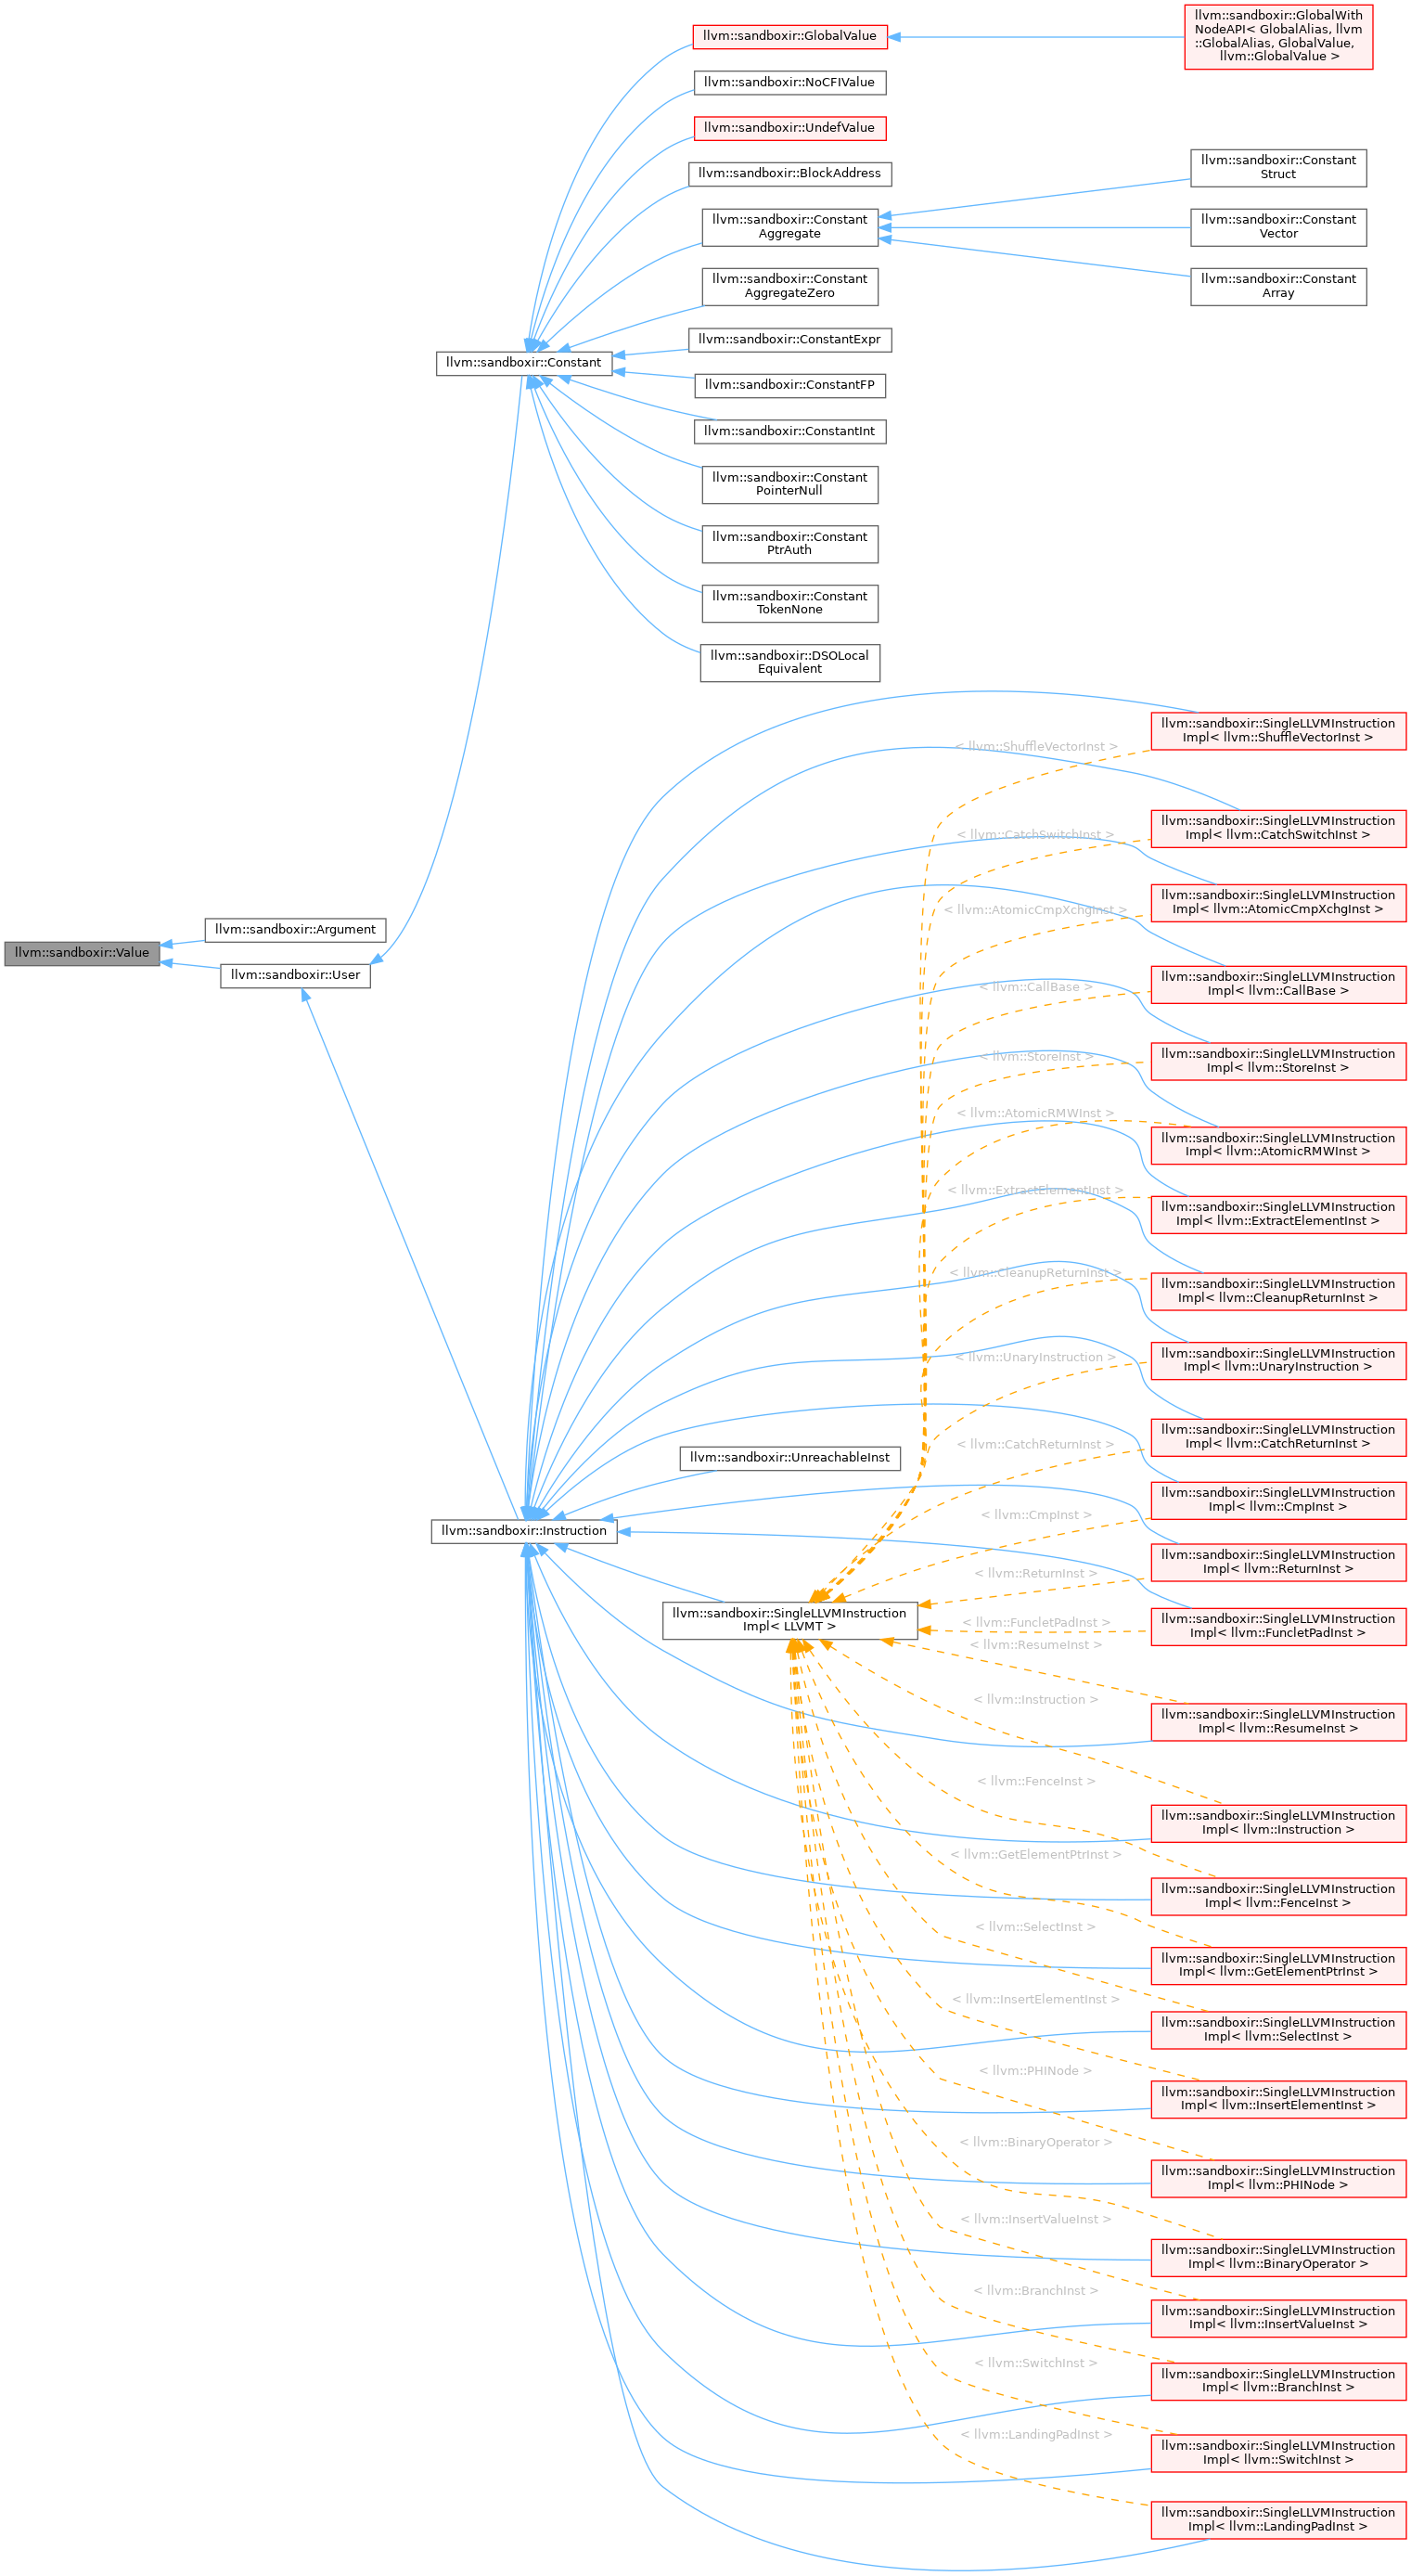 llvm::sandboxir::GlobalValue
llvm::sandboxir::GlobalWith
NodeAPI< GlobalAlias, llvm
::GlobalAlias, GlobalValue,
llvm::GlobalValue >
llvm::sandboxir::NoCFIValue
llvm::sandboxir::UndefValue
llvm::sandboxir::BlockAddress
llvm::sandboxir::Constant
Struct
llvm::sandboxir::Constant
Aggregate
llvm::sandboxir::Constant
Vector
llvm::sandboxir::Constant
AggregateZero
llvm::sandboxir::Constant
Array
llvm::sandboxir::ConstantExpr
llvm::sandboxir::Constant
llvm::sandboxir::ConstantFP
llvm::sandboxir::ConstantInt
llvm::sandboxir::Constant
PointerNull
llvm::sandboxir::Constant
PtrAuth
llvm::sandboxir::Constant
TokenNone
llvm::sandboxir::DSOLocal
Equivalent
llvm::sandboxir::SingleLLVMInstruction
Impl< llvm::ShuffleVectorInst >
< llvm::ShuffleVectorInst >
llvm::sandboxir::SingleLLVMInstruction
Impl< llvm::CatchSwitchInst >
< llvm::CatchSwitchInst >
llvm::sandboxir::SingleLLVMInstruction
Impl< llvm::AtomicCmpXchgInst >
< llvm::AtomicCmpXchgInst >
llvm::sandboxir::Argument
llvm::sandboxir::Value
llvm::sandboxir::User
llvm::sandboxir::SingleLLVMInstruction
Impl< llvm::CallBase >
< llvm::CallBase >
llvm::sandboxir::SingleLLVMInstruction
Impl< llvm::StoreInst >
< llvm::StoreInst >
< llvm::AtomicRMWInst >
llvm::sandboxir::SingleLLVMInstruction
Impl< llvm::AtomicRMWInst >
< llvm::ExtractElementInst >
llvm::sandboxir::SingleLLVMInstruction
Impl< llvm::ExtractElementInst >
< llvm::CleanupReturnInst >
llvm::sandboxir::SingleLLVMInstruction
Impl< llvm::CleanupReturnInst >
< llvm::UnaryInstruction >
llvm::sandboxir::SingleLLVMInstruction
Impl< llvm::UnaryInstruction >
< llvm::CatchReturnInst >
llvm::sandboxir::SingleLLVMInstruction
Impl< llvm::CatchReturnInst >
llvm::sandboxir::UnreachableInst
llvm::sandboxir::SingleLLVMInstruction
Impl< llvm::CmpInst >
< llvm::CmpInst >
llvm::sandboxir::Instruction
llvm::sandboxir::SingleLLVMInstruction
Impl< llvm::ReturnInst >
< llvm::ReturnInst >
llvm::sandboxir::SingleLLVMInstruction
Impl< LLVMT >
< llvm::FuncletPadInst >
llvm::sandboxir::SingleLLVMInstruction
Impl< llvm::FuncletPadInst >
< llvm::ResumeInst >
< llvm::Instruction >
llvm::sandboxir::SingleLLVMInstruction
Impl< llvm::ResumeInst >
< llvm::FenceInst >
llvm::sandboxir::SingleLLVMInstruction
Impl< llvm::Instruction >
< llvm::GetElementPtrInst >
llvm::sandboxir::SingleLLVMInstruction
Impl< llvm::FenceInst >
< llvm::SelectInst >
llvm::sandboxir::SingleLLVMInstruction
Impl< llvm::GetElementPtrInst >
< llvm::InsertElementInst >
llvm::sandboxir::SingleLLVMInstruction
Impl< llvm::SelectInst >
< llvm::PHINode >
llvm::sandboxir::SingleLLVMInstruction
Impl< llvm::InsertElementInst >
< llvm::BinaryOperator >
llvm::sandboxir::SingleLLVMInstruction
Impl< llvm::PHINode >
< llvm::InsertValueInst >
llvm::sandboxir::SingleLLVMInstruction
Impl< llvm::BinaryOperator >
< llvm::BranchInst >
llvm::sandboxir::SingleLLVMInstruction
Impl< llvm::InsertValueInst >
< llvm::SwitchInst >
llvm::sandboxir::SingleLLVMInstruction
Impl< llvm::BranchInst >
< llvm::LandingPadInst >
llvm::sandboxir::SingleLLVMInstruction
Impl< llvm::SwitchInst >
llvm::sandboxir::SingleLLVMInstruction
Impl< llvm::LandingPadInst >